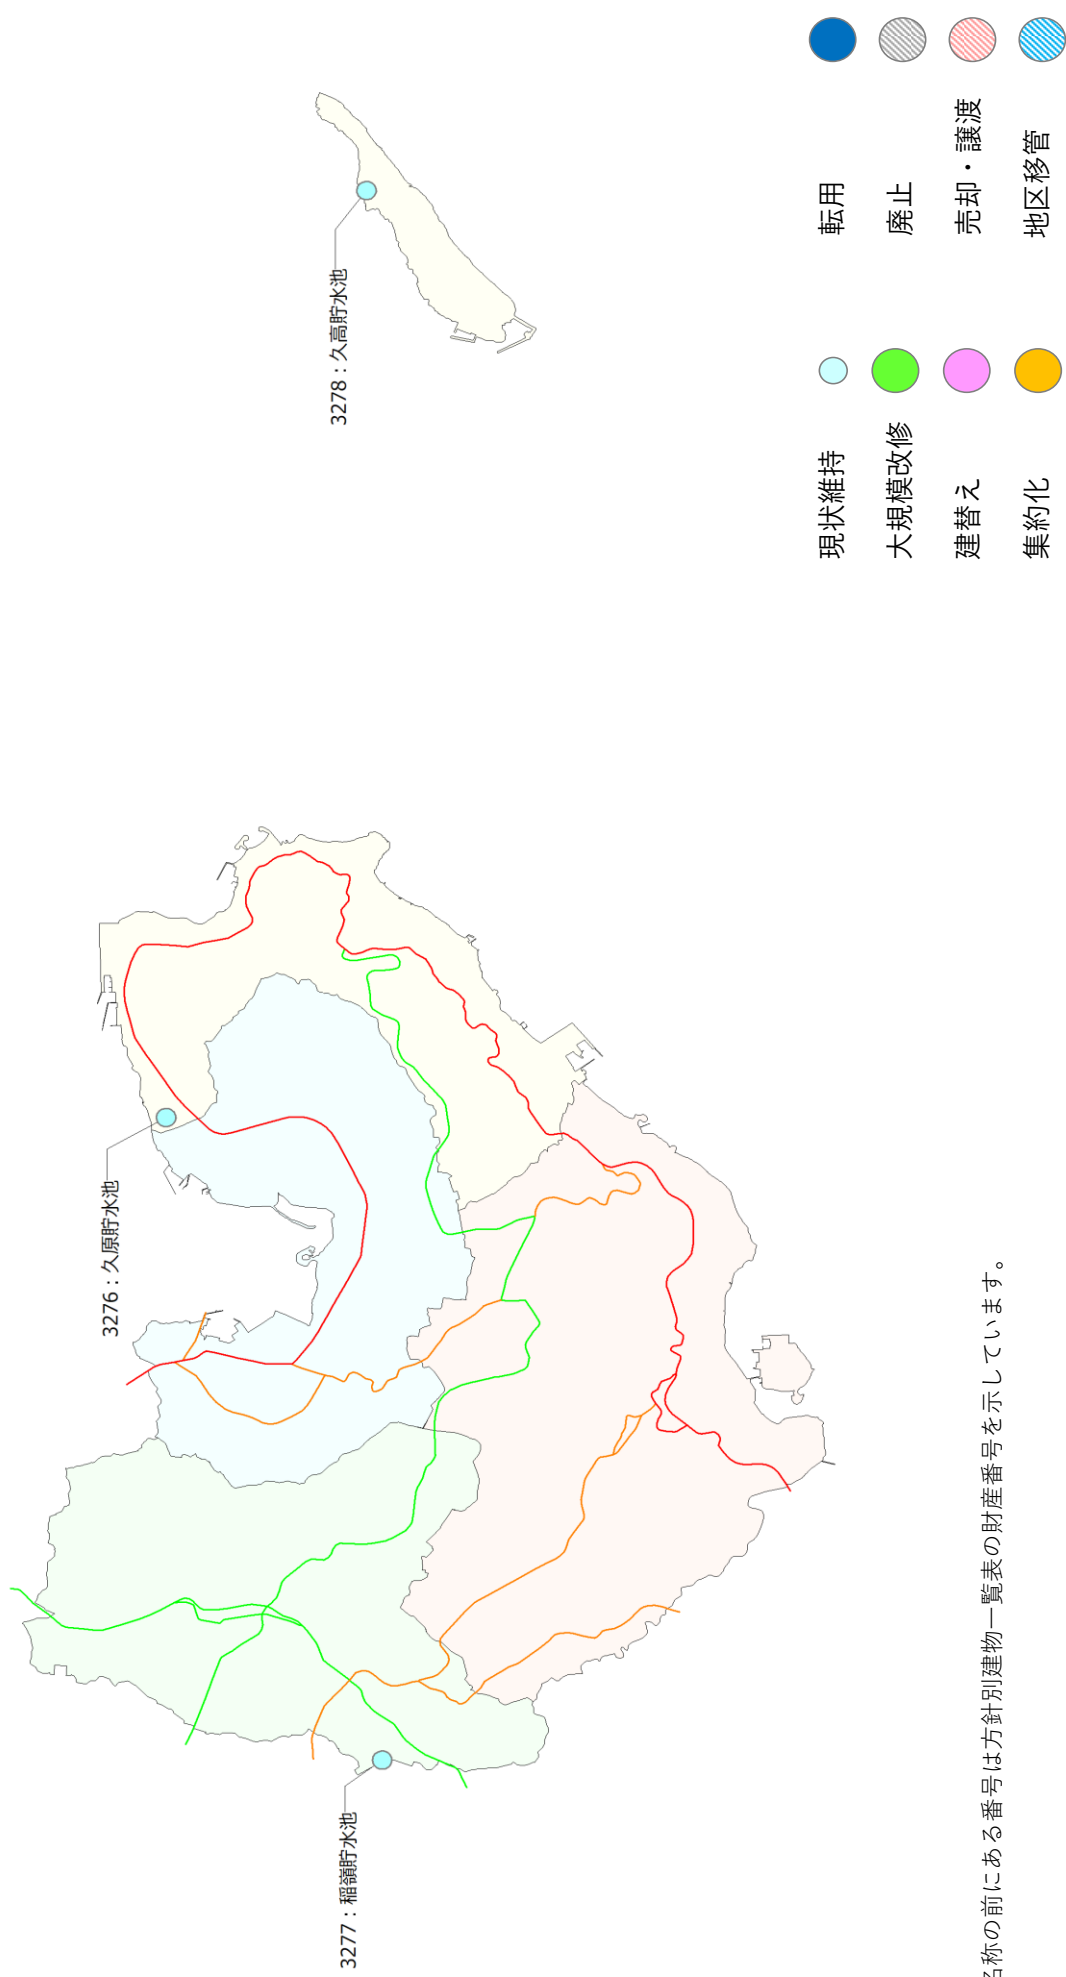 3278：久高貯水池
3276：久原貯水池
3277：稲嶺貯水池
現状維持
転用
大規模改修
廃止
建替え
売却・譲渡
集約化
地区移管
名称の前にある番号は方針別建物一覧表の財産番号を示しています。